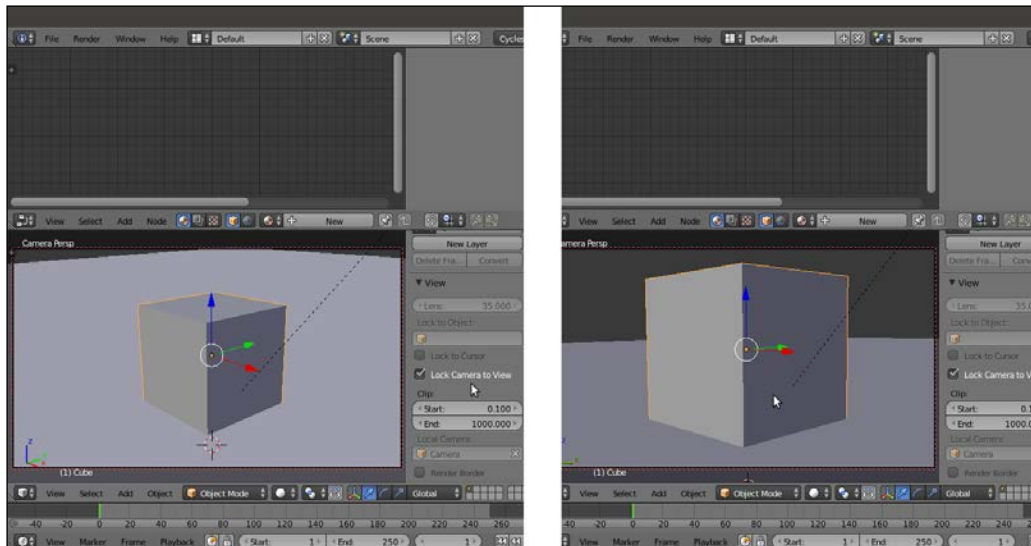 File Render Window Help Default Scene Cycles
View Select Add Node New
Camera Persp
New Layer
Delete Fra... Convert
View
Lens: 35.000
Lock to Object:
Lock to Cursor
Lock Camera to View
Clip:
Start: 0.100
End: 1000.000
Local Camera:
Camera
Render Border
z
x
(1) Cube
View Select Add Object Object Mode Global
-40 -20 0 20 40 60 80 100 120 140 160 180 200 220 240 260
View Marker Frame Playback Start: 1 End: 250 1
File Render Window Help Default Scene
View Select Add Node New
amera Persp
New Layer
Delete Fra... Conve
View
Lens: 35.
Lock to Object:
Lock to Cursor
Lock Camera to V
Clip:
Start: 0.1
End: 1000.0
Local Camera:
Camera
Render Border
(1) Cube
View Select Add Object Object Mode Global
-40 -20 0 20 40 60 80 100 120 140 160 180 200 220 240 26
View Marker Frame Playback Start: 1 End: 250 1